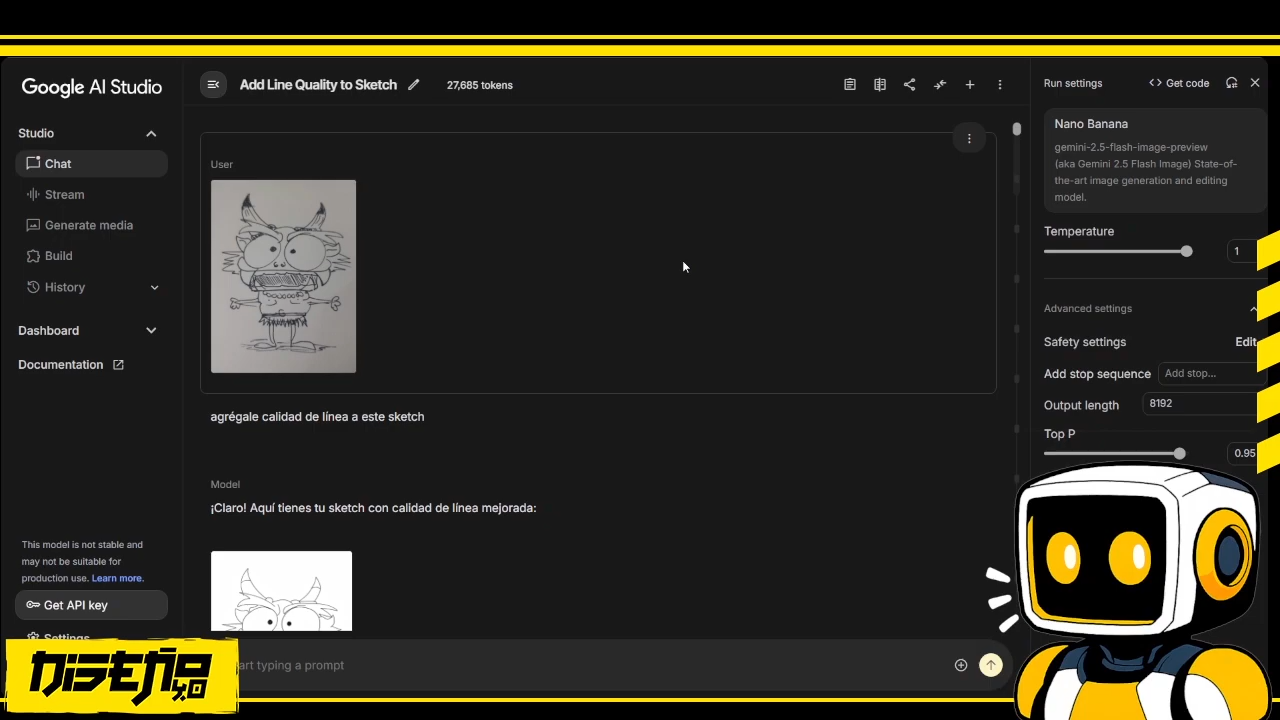 Google AI Studio
Studio
Chat
Stream
Generate media
Build
History
Dashboard
Documentation
This model is not stable and
may not be suitable for
production use. Learn more.
Get API key
Settings
Add Line Quality to Sketch
27,685 tokens
User
agrégale calidad de línea a este sketch
Model
¡Claro! Aquí tienes tu sketch con calidad de línea mejorada:
art typing a prompt
Run settings
<> Get code
Nano Banana
gemini-2.5-flash-image-preview
(aka Gemini 2.5 Flash Image) State-of-
the-art image generation and editing
model.
Temperature
1
Advanced settings
Safety settings
Edit
Add stop sequence
Add stop...
Output length
8192
Top P
0.95